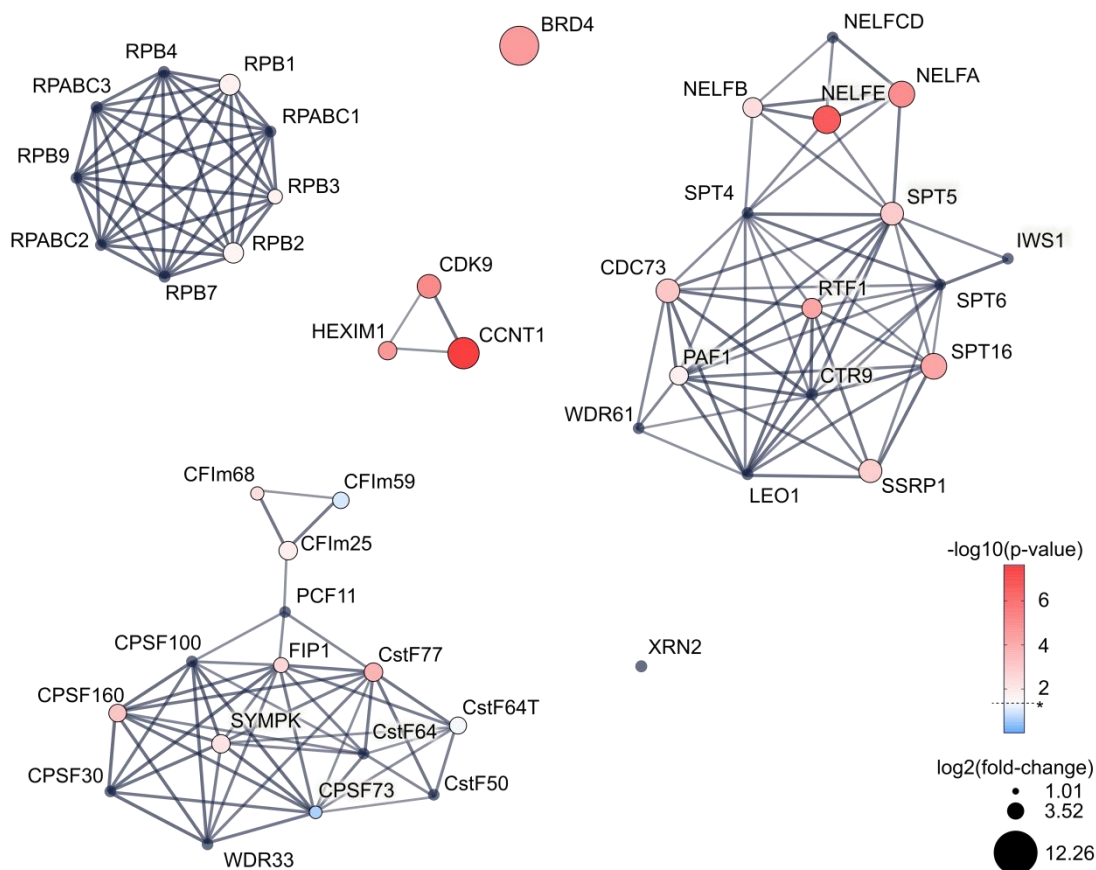 BRD4
NELFCD
RPB4
RPB1
RPABC3
NELFB
NELFE
NELFA
RPABC1
RPB9
RPB3
SPT4
SPT5
RPABC2
RPB2
IWS1
RPB7
CDK9
CDC73
RTF1
SPT6
HEXIM1
CCNT1
PAF1
SPT16
CTR9
WDR61
CFIm68
CFIm59
LEO1
SSRP1
CFIm25
-log10(p-value)
6
4
2
*
PCF11
CPSF100
FIP1
CstF77
XRN2
CPSF160
SYMPK
CstF64T
CstF64
CPSF30
CPSF73
CstF50
WDR33
log2(fold-change)
1.01
3.52
12.26